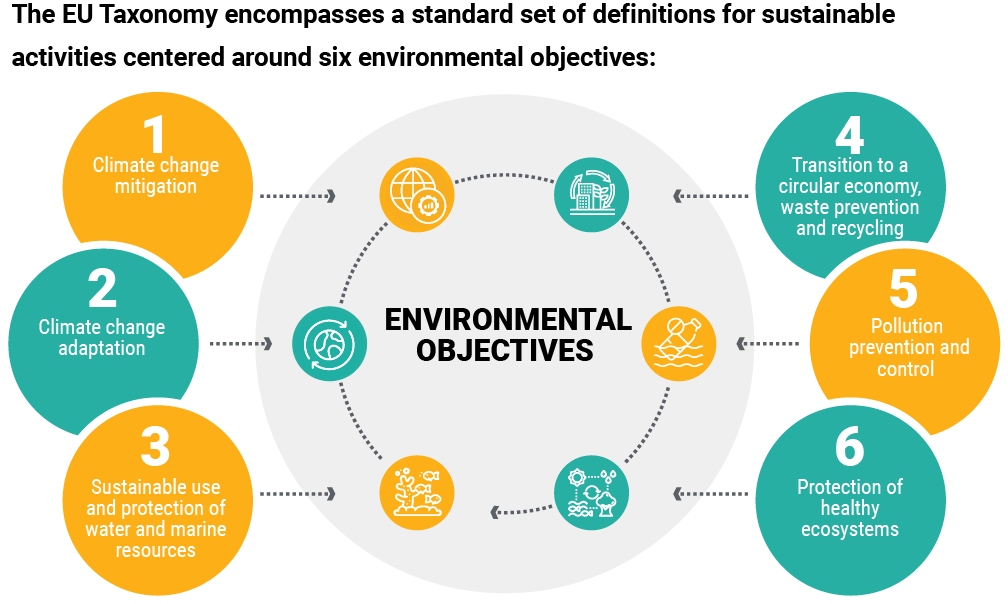 The EU Taxonomy encompasses a standard set of definitions for sustainable
activities centered around six environmental objectives:
1
Climate change
mitigation
2
Climate change
adaptation
3
Sustainable use
and protection of
water and marine
resources
ENVIRONMENTAL
OBJECTIVES
4
Transition to a
circular economy,
waste prevention
and recycling
5
Pollution
prevention and
control
6
Protection of
healthy
ecosystems